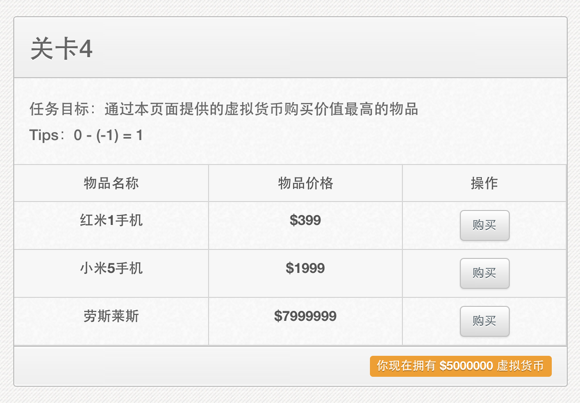 关卡4
任务目标：通过本页面提供的虚拟货币购买价值最高的物品
Tips：0 - (-1) = 1
物品名称 物品价格 操作
红米1手机 $399 购买
小米5手机 $1999 购买
劳斯莱斯 $7999999 购买
你现在拥有 $5000000 虚拟货币